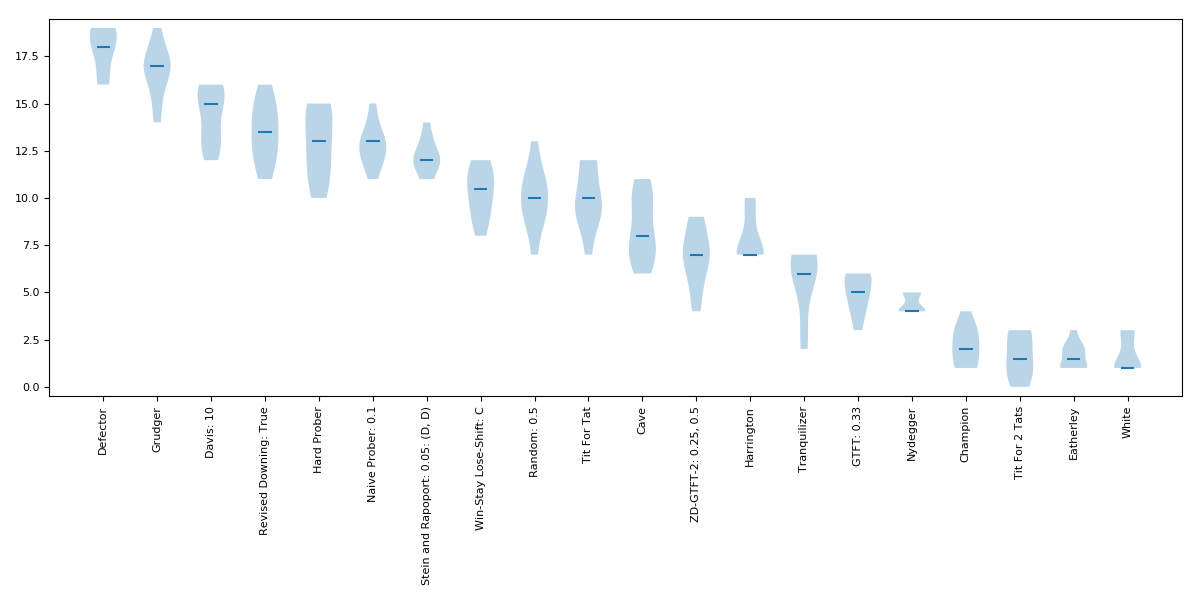 17.5
15.0
12.5
10.0
7.5
5.0
2.5
0.0
Defector
Grudger
Davis: 10
Revised Downing: True
Hard Prober
Naive Prober: 0.1
Stein and Rapoport: 0.05: (D, D)
Win-Stay Lose-Shift: C
Random: 0.5
Tit For Tat
Cave
ZD-GTFT-2: 0.25, 0.5
Harrington
Tranquilizer
GTFT: 0.33
Nydegger
Champion
Tit For 2 Tats
Eatherley
White